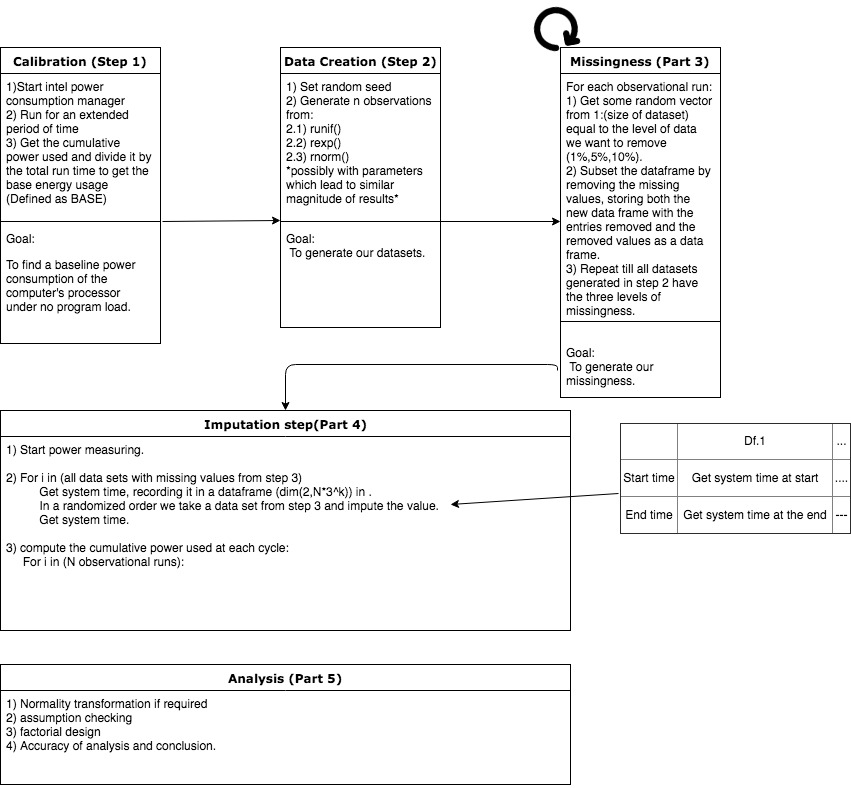 Calibration (Step 1)
1)Start intel power
consumption manager
2) Run for an extended
period of time
3) Get the cumulative
power used and divide it by
the total run time to get the
base energy usage
(Defined as BASE)
Goal:
To find a baseline power
consumption of the
computer's processor
under no program load.
Data Creation (Step 2)
1) Set random seed
2) Generate n observations
from:
2.1) runif()
2.2) rexp()
2.3) rnorm()
*possibly with parameters
which lead to similar
magnitude of results*
Goal:
To generate our datasets.
Missingness (Part 3)
For each observational run:
1) Get some random vector
from 1:(size of dataset)
equal to the level of data
we want to remove
(1%,5%,10%).
2) Subset the dataframe by
removing the missing
values, storing both the
new data frame with the
entries removed and the
removed values as a data
frame.
3) Repeat till all datasets
generated in step 2 have
the three levels of
missingness.
Goal:
To generate our
missingness.
Imputation step(Part 4)
1) Start power measuring.
2) For i in (all data sets with missing values from step 3)
Get system time, recording it in a dataframe (dim(2,N*3^k)) in .
In a randomized order we take a data set from step 3 and impute the value.
Get system time.
3) compute the cumulative power used at each cycle:
For i in (N observational runs):
Df.1 ...
Start time Get system time at start ....
End time Get system time at the end ---
Analysis (Part 5)
1) Normality transformation if required
2) assumption checking
3) factorial design
4) Accuracy of analysis and conclusion.